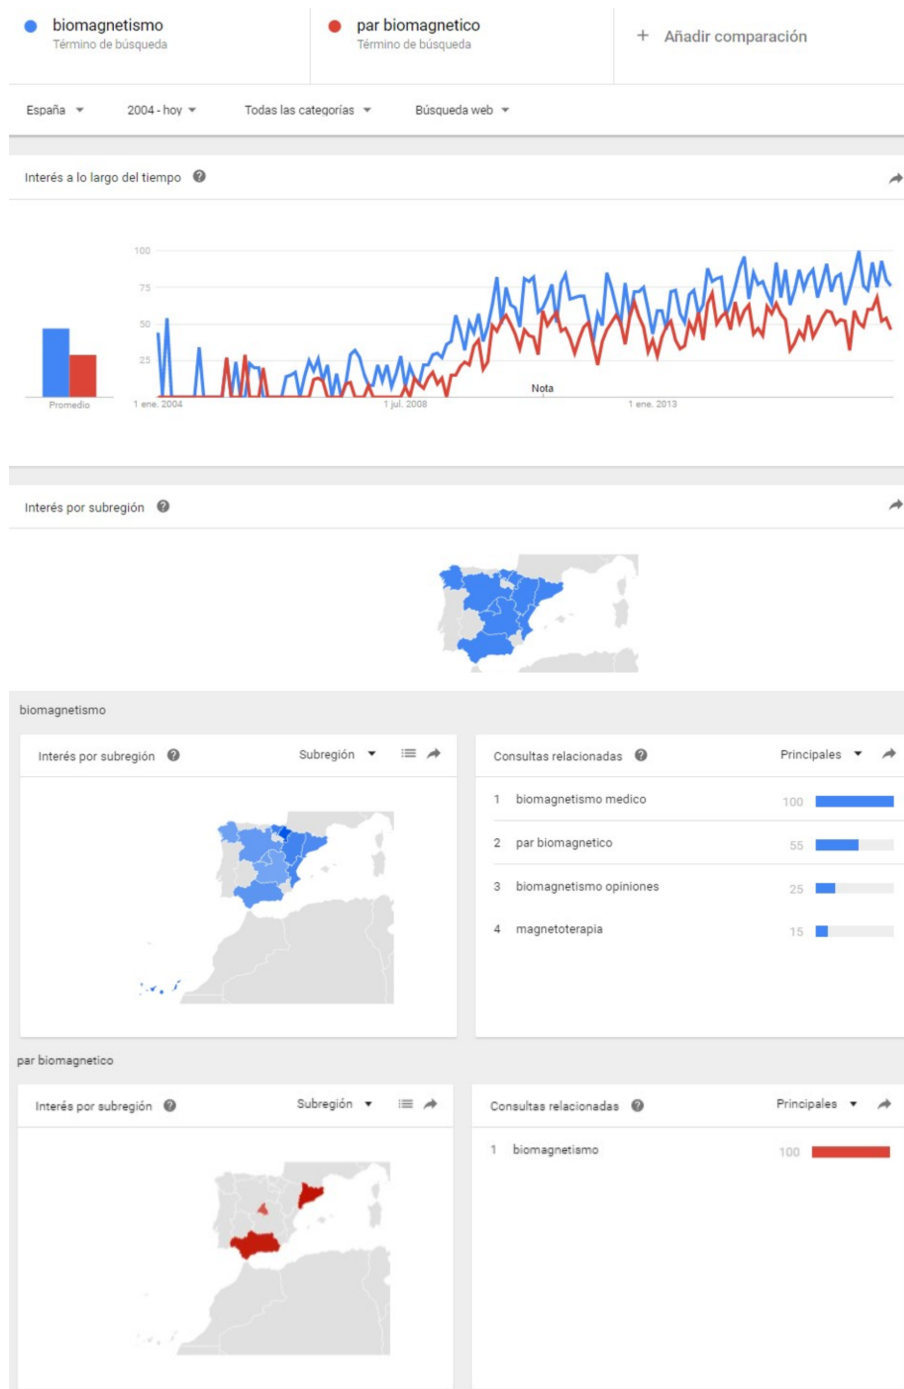 biomagnetismo
Término de búsqueda
par biomagnetico
Término de búsqueda
+ Añadir comparación
España
2004 - hoy
Todas las categorías
Búsqueda web
Interés a lo largo del tiempo
100
75
50
25
Nota
Promedio
1 ene. 2004
1 jul. 2008
1 ene. 2013
Interés por subregión
biomagnetismo
Interés por subregión
Subregión
Consultas relacionadas
Principales
1 biomagnetismo medico 100
2 par biomagnetico 55
3 biomagnetismo opiniones 25
4 magnetoterapia 15
par biomagnetico
Interés por subregión
Subregión
Consultas relacionadas
Principales
1 biomagnetismo 100